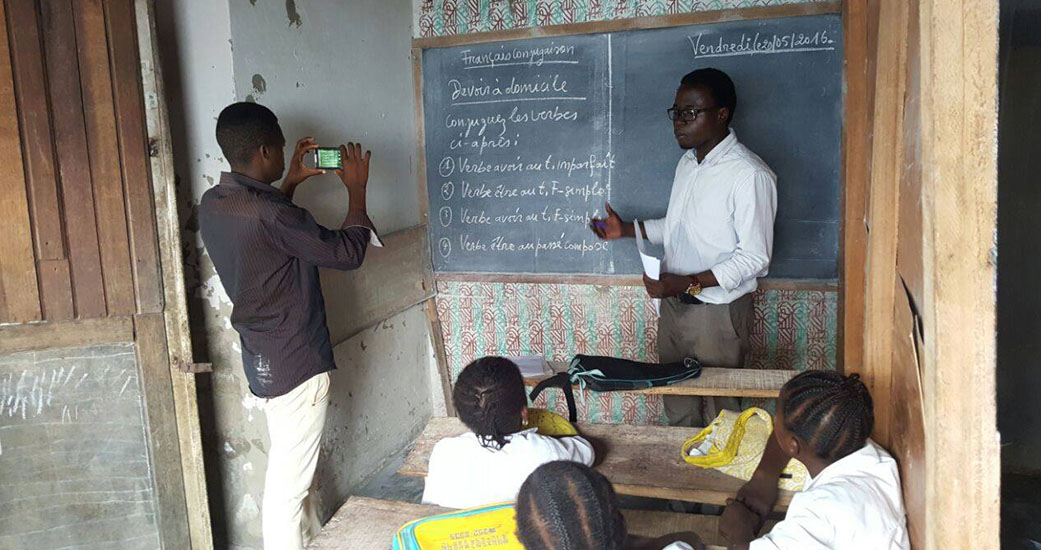 Français Conjugaison
Vendredi le 20/05/2016.
Devoir à domicile
Conjuguez les verbes
ci-après :
① Verbe avoir au t, Imparfait
② Verbe être au t, F-simple
③ Verbe avoir au t, F-simp
④ Verbe être au passé Composé